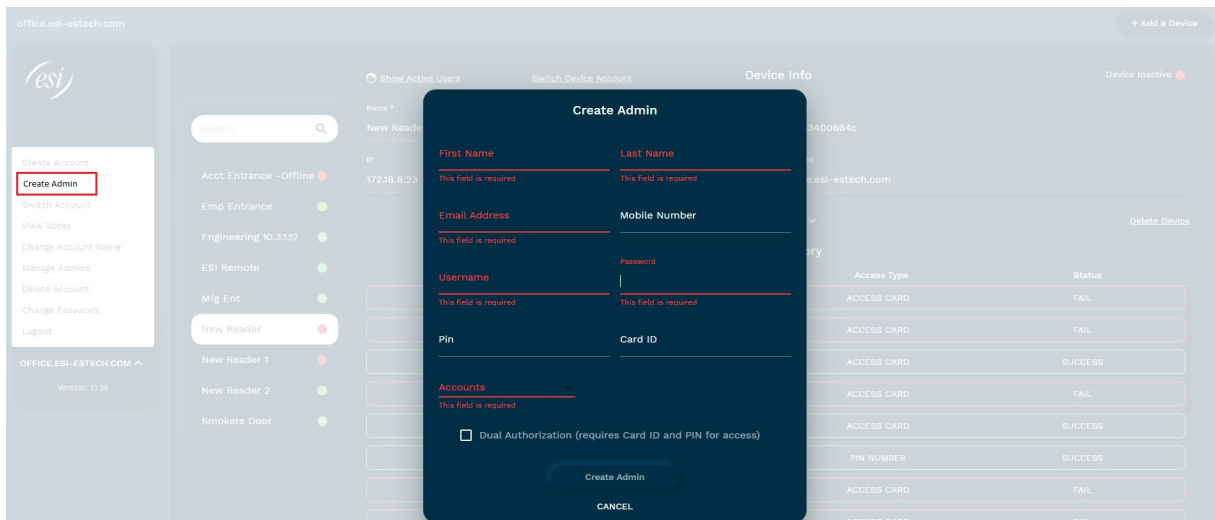 office.esi-estech.com
+ Add a Device
esi
Show Active Users
Switch Device Account
Device Info
Device Inactive
Create Account
Create Admin
Switch Account
View Notes
Change Account Name
Manage Admins
Delete Account
Change Password
Logout
OFFICE.ESI-ESTECH.COM
Version: 1.1.25
Search
Acct Entrance -Offline
Emp Entrance
Engineering 10.3.1.12
ESI Remote
Mfg Ent
New Reader
New Reader 1
New Reader 2
Smokers Door
Name *
New Reade
IP
172.18.8.23
3400664c
e.esi-estech.com
Delete Device
ory
Access Type Status
ACCESS CARD FAIL
ACCESS CARD FAIL
ACCESS CARD SUCCESS
ACCESS CARD FAIL
ACCESS CARD SUCCESS
PIN NUMBER SUCCESS
ACCESS CARD FAIL
Create Admin
First Name Last Name
This field is required This field is required
Email Address Mobile Number
This field is required
Username Password
This field is required This field is required
Pin Card ID
Accounts
This field is required
Dual Authorization (requires Card ID and PIN for access)
Create Admin
CANCEL